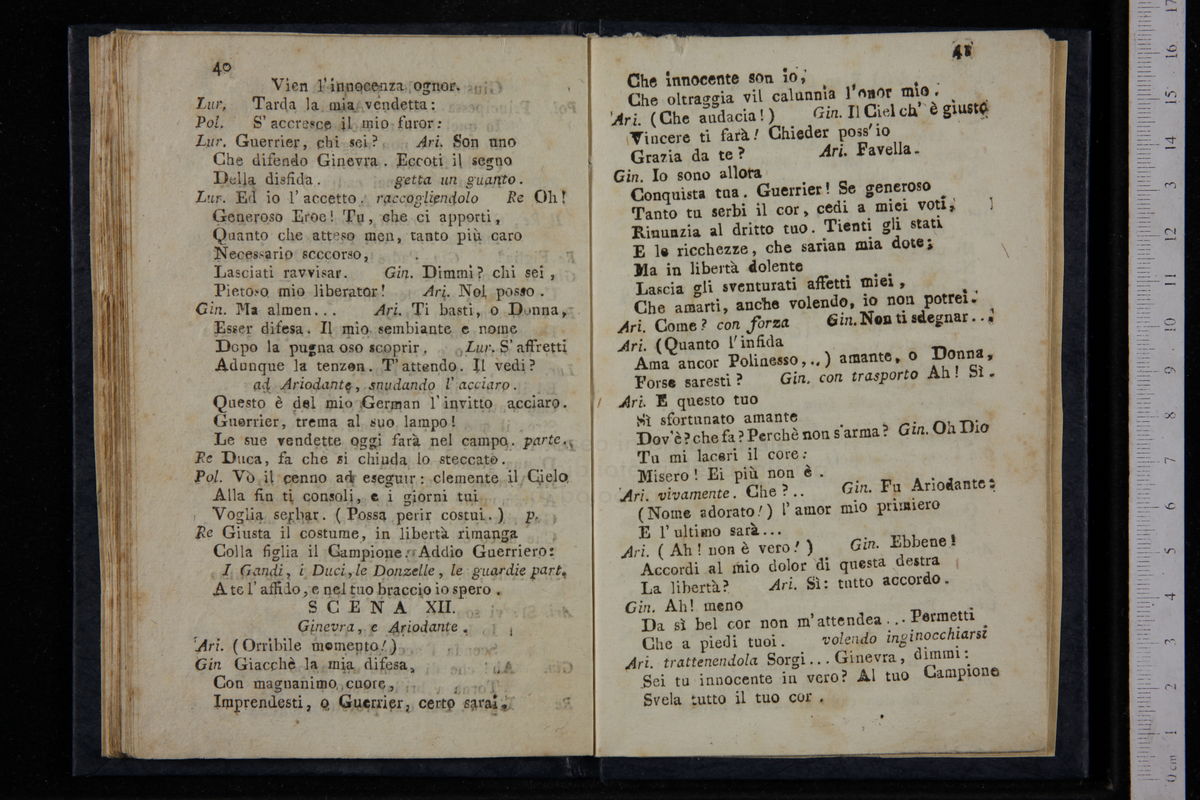 40
Vien l'innocenza ognor.
Lur. Tarda la mia vendetta:
Pol. S'accresce il mio furor:
Lur. Guerrier, chi sei? Ari. Son uno
Che difendo Ginevra. Eccoti il segno
Della disfida. getta un guanto.
Lur. Ed io l'accetto. raccogliendolo Re Oh!
Generoso Eroe! Tu, che ci apporti,
Quanto che atteso men, tanto più caro
Necessario scccorso,
Lasciati ravvisar. Gin. Dimmi? chi sei,
Pietoso mio liberator! Ari. Nol posso.
Gin. Ma almen... Ari. Ti basti, o Donna,
Esser difesa. Il mio sembiante e nome
Dopo la pugna oso scoprir. Lur. S'affretti
Adunque la tenzon. T'attendo. Il vedi?
ad Ariodante, snudando l'acciaro.
Questo è del mio German l'invitto acciaro.
Guerrier, trema al suo lampo!
Le sue vendette oggi farà nel campo. parte.
Re Duca, fa che si chiuda lo steccato.
Pol. Vo il cenno ad eseguir: clemente il Cielo
Alla fin ti consoli, e i giorni tui
Voglia serbar. (Possa perir costui.) p.
Re Giusta il costume, in libertà rimanga
Colla figlia il Campione: Addio Guerriero:
I Gandi, i Duci, le Donzelle, le guardie part.
A te l'affido, e nel tuo braccio io spero.
SCENA XII.
Ginevra, e Ariodante.
Ari. (Orribile momento!)
Gin Giacchè la mia difesa,
Con magnanimo cuore,
Imprendesti, o Guerrier, certo sarai,
41
Che innocente son io,
Che oltraggia vil calunnia l'onor mio.
Ari. (Che audacia!) Gin. Il Ciel ch' è giusto
Vincere ti farà! Chieder poss'io
Grazia da te? Ari. Favella.
Gin. Io sono allora
Conquista tua. Guerrier! Se generoso
Tanto tu serbi il cor, cedi a miei voti;
Rinunzia al dritto tuo. Tienti gli stati
E le ricchezze, che sarian mia dote;
Ma in libertà dolente
Lascia gli sventurati affetti miei,
Che amarti, anche volendo, io non potrei.
Ari. Come? con forza Gin. Non ti sdegnar...
Ari. (Quanto l'infida
Ama ancor Polinesso,..) amante, o Donna,
Forse saresti? Gin. con trasporto Ah! Sì.
Ari. E questo tuo
Sì sfortunato amante
Dov'è? che fa? Perchè non s'arma? Gin. Oh Dio
Tu mi laceri il core:
Misero! Ei più non è.
Ari. vivamente. Che?.. Gin. Fu Ariodante:
(Nome adorato!) l'amor mio primiero
E l'ultimo sarà...
Ari. (Ah! non è vero!) Gin. Ebbene!
Accordi al mio dolor di questa destra
La libertà? Ari. Sì: tutto accordo.
Gin. Ah! meno
Da sì bel cor non m'attendea... Permetti
Che a piedi tuoi. volendo inginocchiarsi
Ari. trattenendola Sorgi... Ginevra, dimmi:
Sei tu innocente in vero? Al tuo Campione
Svela tutto il tuo cor.